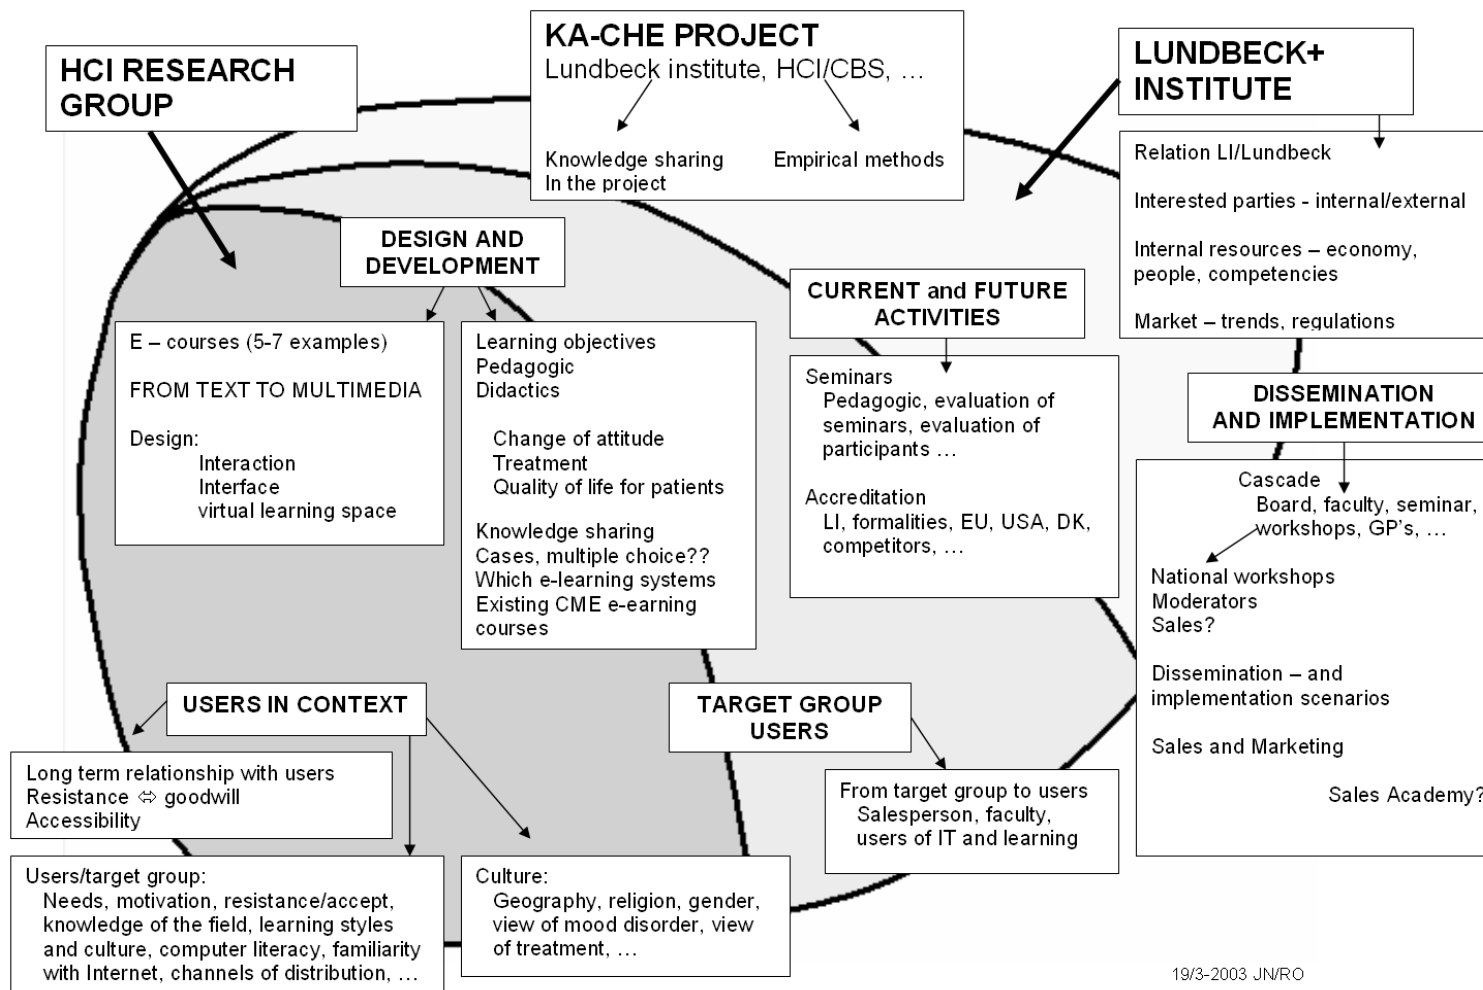 KA-CHE PROJECT
Lundbeck institute, HCI/CBS, …
Knowledge sharing
In the project
Empirical methods
HCI RESEARCH
GROUP
LUNDBECK+
INSTITUTE
Relation LI/Lundbeck
Interested parties - internal/external
Internal resources – economy,
people, competencies
Market – trends, regulations
DESIGN AND
DEVELOPMENT
E – courses (5-7 examples)
FROM TEXT TO MULTIMEDIA
Design:
Interaction
Interface
virtual learning space
Learning objectives
Pedagogic
Didactics
Change of attitude
Treatment
Quality of life for patients
Knowledge sharing
Cases, multiple choice??
Which e-learning systems
Existing CME e-earning
courses
CURRENT and FUTURE
ACTIVITIES
Seminars
Pedagogic, evaluation of
seminars, evaluation of
participants …
Accreditation
LI, formalities, EU, USA, DK,
competitors, …
DISSEMINATION
AND IMPLEMENTATION
Cascade
Board, faculty, seminar,
workshops, GP's, …
National workshops
Moderators
Sales?
Dissemination – and
implementation scenarios
Sales and Marketing
Sales Academy?
USERS IN CONTEXT
Long term relationship with users
Resistance ⇔ goodwill
Accessibility
Users/target group:
Needs, motivation, resistance/accept,
knowledge of the field, learning styles
and culture, computer literacy, familiarity
with Internet, channels of distribution, …
Culture:
Geography, religion, gender,
view of mood disorder, view
of treatment, …
TARGET GROUP
USERS
From target group to users
Salesperson, faculty,
users of IT and learning
19/3-2003 JN/RO